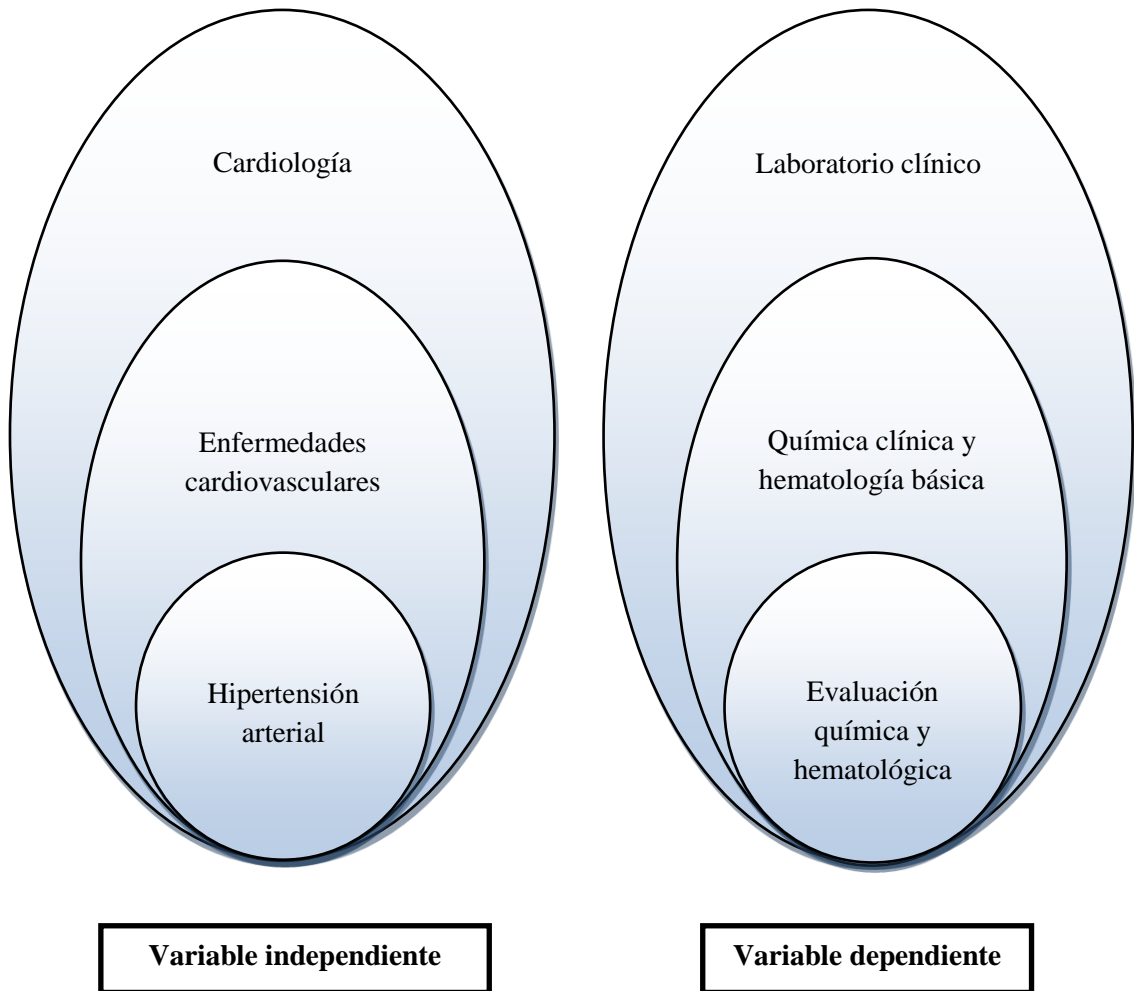 Cardiología
Enfermedades
cardiovasculares
Hipertensión
arterial
Variable independiente
Laboratorio clínico
Química clínica y
hematología básica
Evaluación
química y
hematológica
Variable dependiente